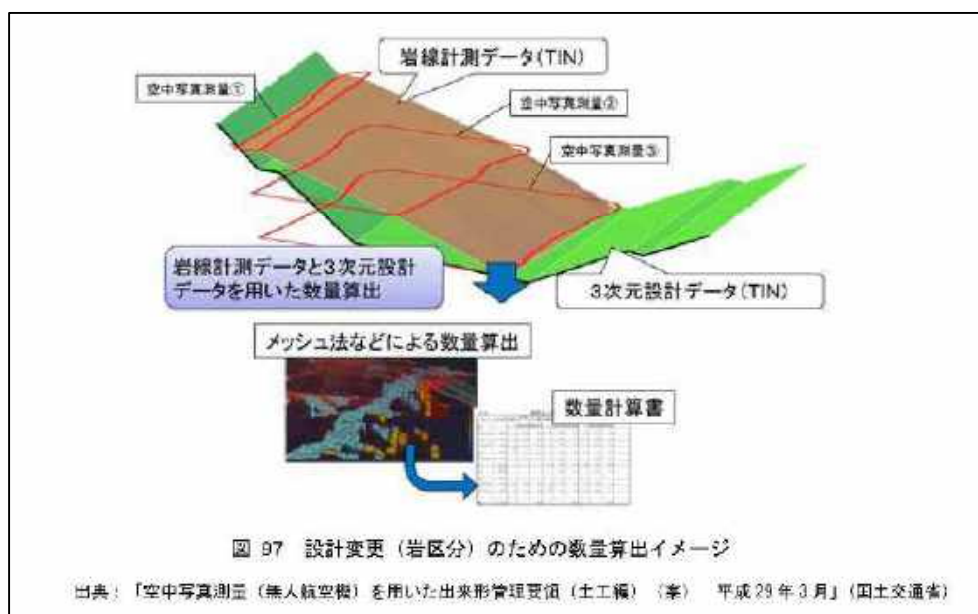 岩線計測データ(TIN)
空中写真測量①
空中写真測量②
空中写真測量③
岩線計測データと3次元設計
データを用いた数量算出
3次元設計データ(TIN)
メッシュ法などによる数量算出
数量計算書
図 97 設計変更（岩区分）のための数量算出イメージ
出典：「空中写真測量（無人航空機）を用いた出来形管理要領（土工編）（案） 平成29年3月」（国土交通省）